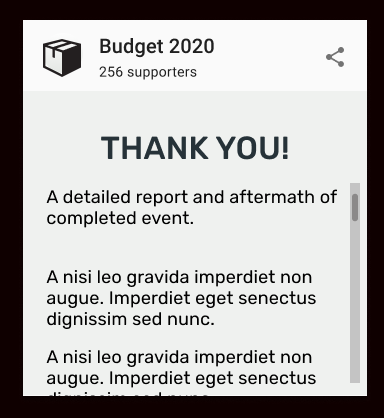 Budget 2020
256 supporters
THANK YOU!
A detailed report and aftermath of
completed event.
A nisi leo gravida imperdiet non
augue. Imperdiet eget senectus
dignissim sed nunc.
A nisi leo gravida imperdiet non
augue. Imperdiet eget senectus